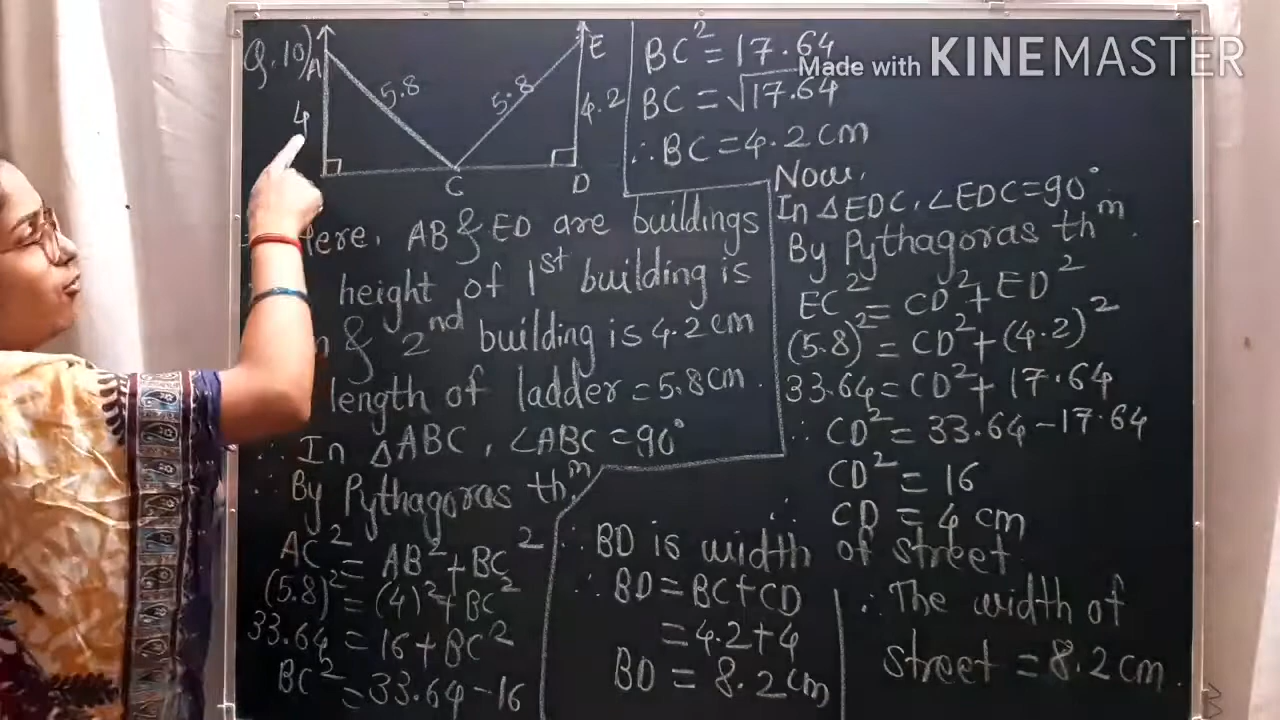 Q.10)
A
5.8
5.8
E
4
4.2
C
D
Here, AB & ED are buildings
height of 1st building is
& 2nd building is 4.2 cm
length of ladder = 5.8 cm.
∴ In △ABC, ∠ABC = 90°
∴ By Pythagoras thm.
AC² = AB² + BC²
(5.8)² = (4)² + BC²
33.64 = 16 + BC²
BC² = 33.64 - 16
BC² = 17.64
BC = √17.64
∴ BC = 4.2 cm
Now,
In △EDC, ∠EDC = 90°
By Pythagoras thm.
EC² = CD² + ED²
(5.8)² = CD² + (4.2)²
33.64 = CD² + 17.64
∴ CD² = 33.64 - 17.64
CD² = 16
∴ CD = 4 cm
∴ BD is width of street.
∴ BD = BC + CD
= 4.2 + 4
BD = 8.2 cm
∴ The width of
street = 8.2 cm.
Made with KINEMASTER